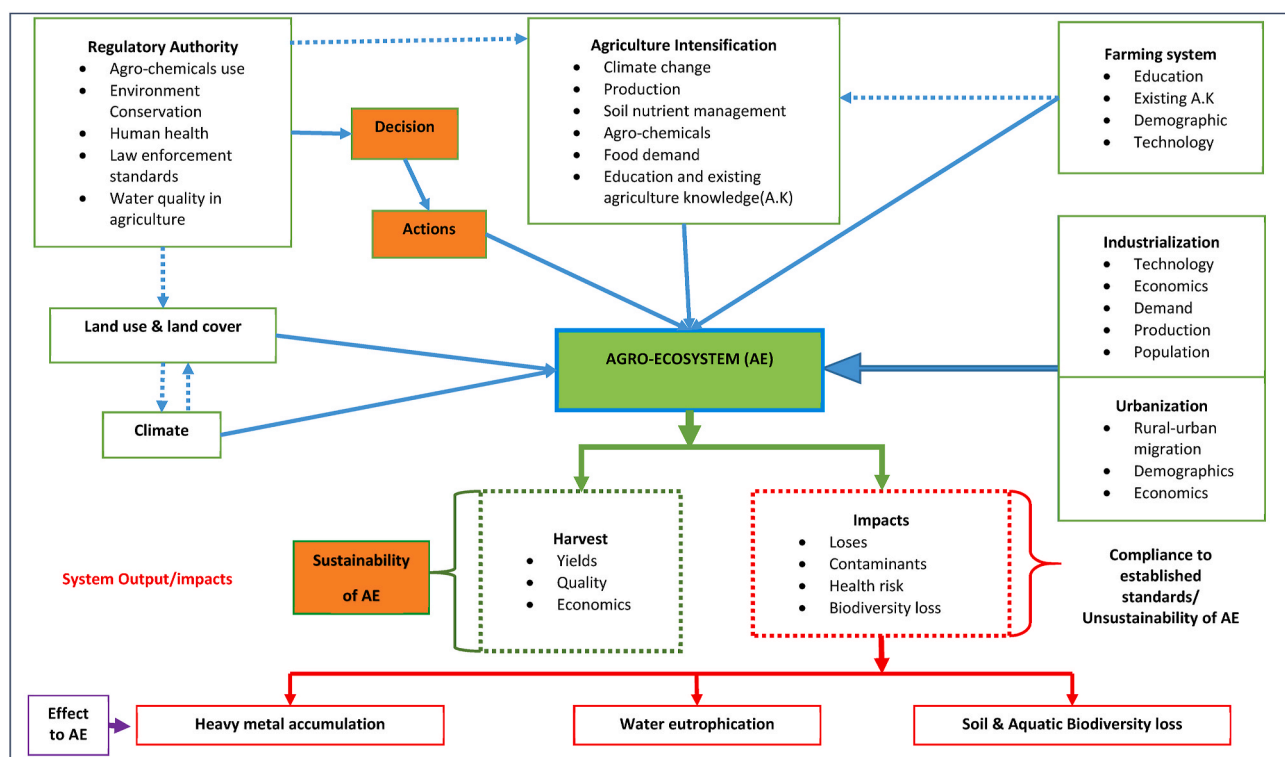 Regulatory Authority
• Agro-chemicals use
• Environment
Conservation
• Human health
• Law enforcement
standards
• Water quality in
agriculture
Decision
Actions
Agriculture Intensification
• Climate change
• Production
• Soil nutrient management
• Agro-chemicals
• Food demand
• Education and existing
agriculture knowledge(A.K)
Farming system
• Education
• Existing A.K
• Demographic
• Technology
Industrialization
• Technology
• Economics
• Demand
• Production
• Population
Urbanization
• Rural-urban
migration
• Demographics
• Economics
Land use & land cover
Climate
AGRO-ECOSYSTEM (AE)
System Output/impacts
Sustainability
of AE
Harvest
• Yields
• Quality
• Economics
Impacts
• Loses
• Contaminants
• Health risk
• Biodiversity loss
Compliance to
established
standards/
Unsustainability of AE
Effect
to AE
Heavy metal accumulation
Water eutrophication
Soil & Aquatic Biodiversity loss